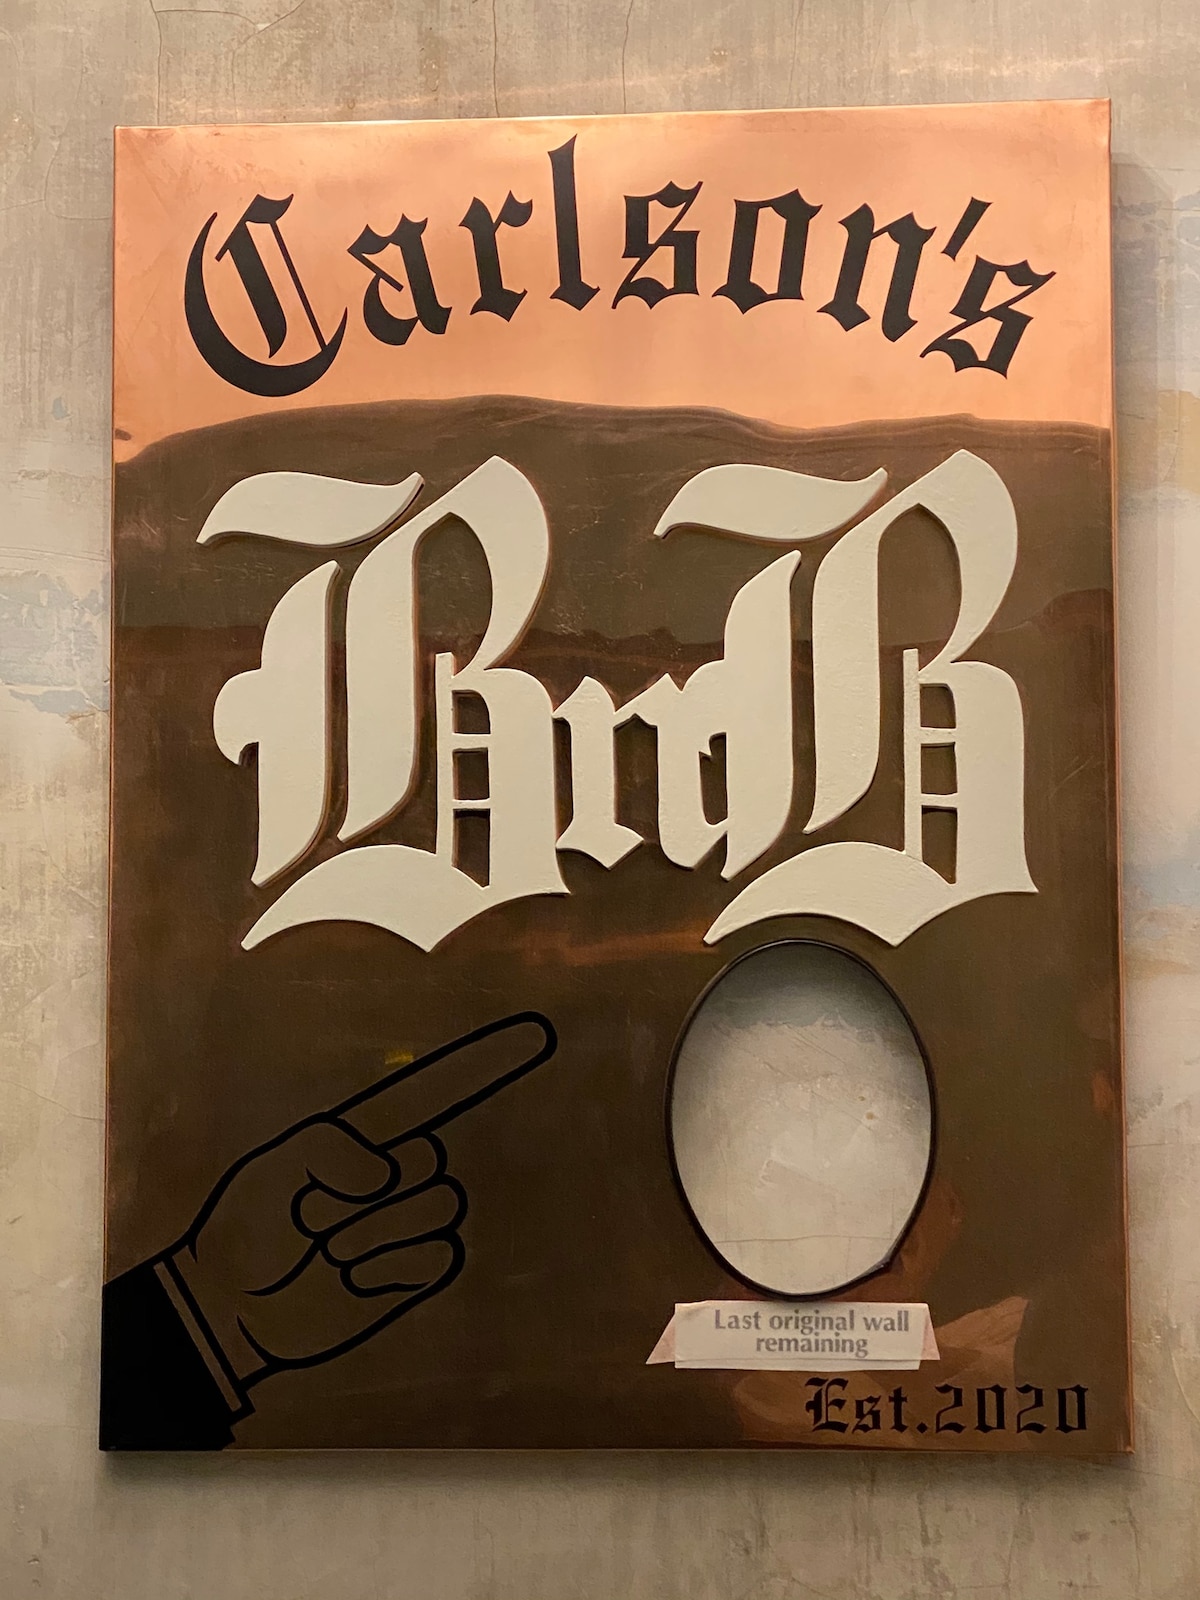 Carlson's
BnB
Last original wall
remaining
Est.2020